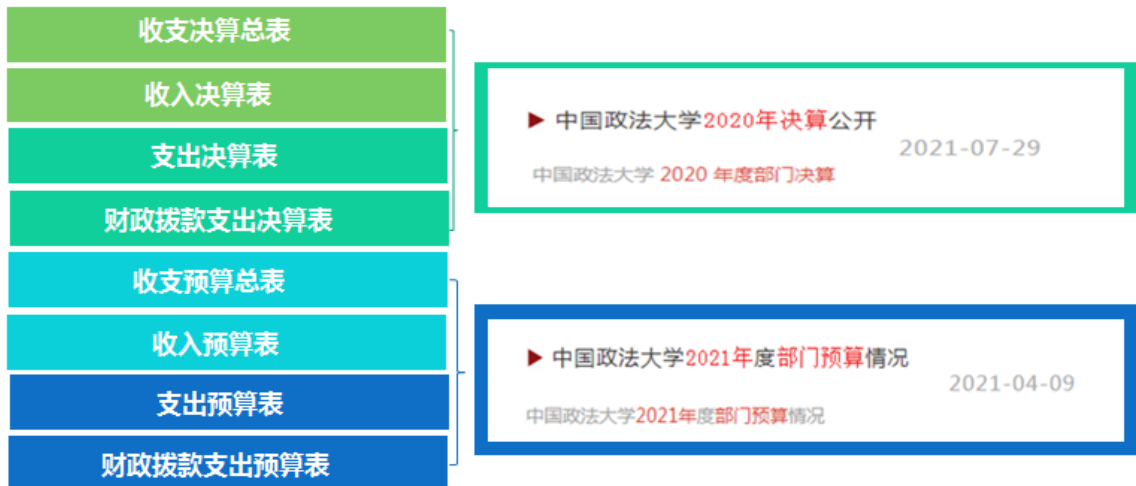 收支决算总表
收入决算表
支出决算表
财政拨款支出决算表
收支预算总表
收入预算表
支出预算表
财政拨款支出预算表
中国政法大学2020年决算公开
2021-07-29
中国政法大学 2020 年度部门决算
中国政法大学2021年度部门预算情况
2021-04-09
中国政法大学2021年度部门预算情况